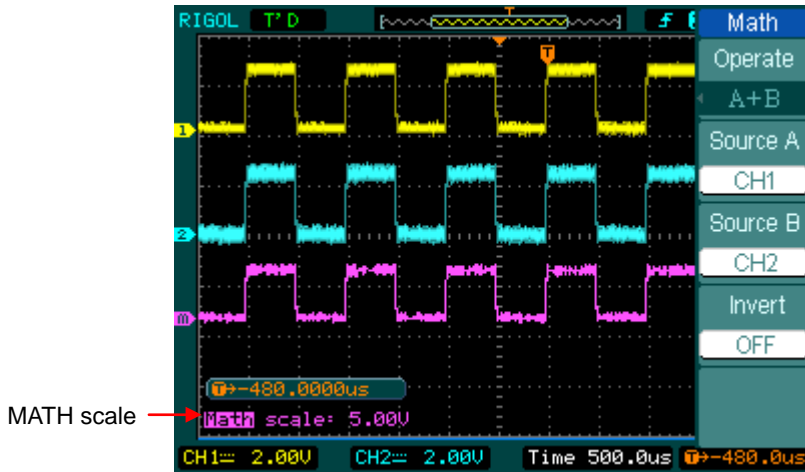 RIGOL T'D T
Math
Operate
A+B
T
1
Source A
CH1
2
Source B
CH2
m
Invert
OFF
T→-480.0000us
MATH scale
Math scale: 5.00V
CH1 2.00V CH2 2.00V Time 500.0us T→-480.0us